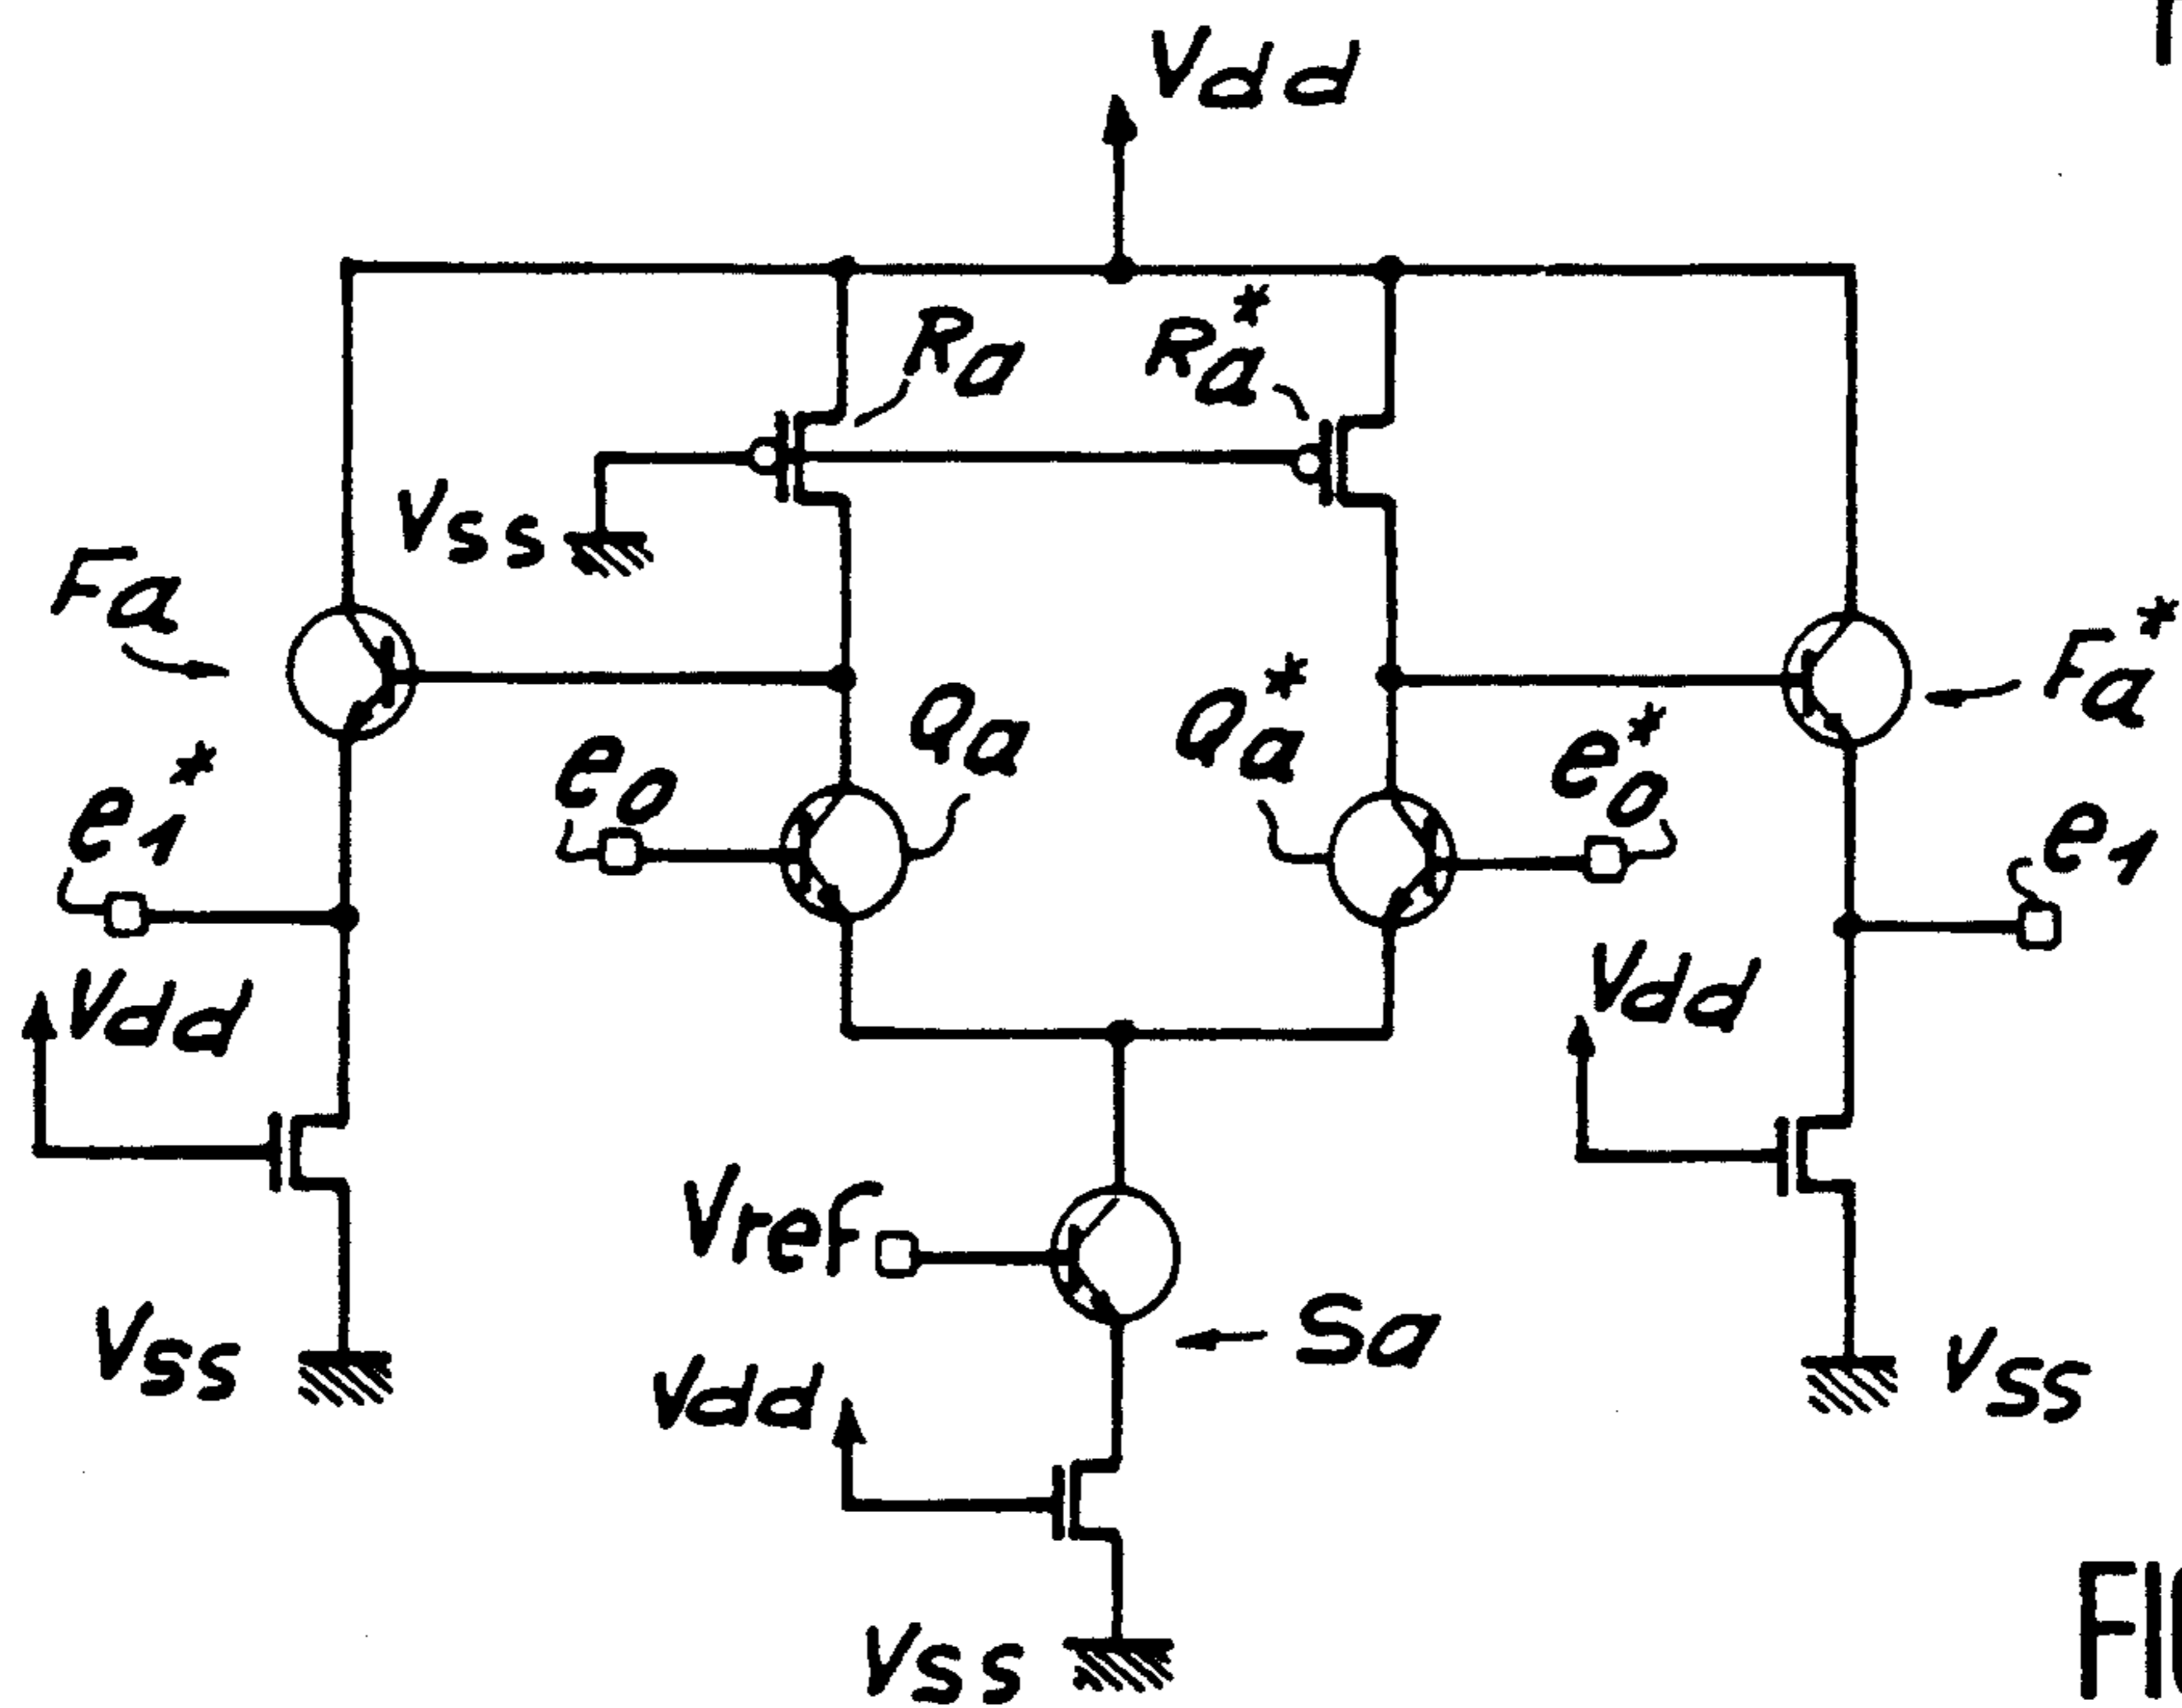 Vdd
Ra
Ra*
Vss
Fa
Fa*
Qa
Qa*
e0
e0*
e1*
e1
Vdd
Vdd
Vref
Sa
Vss
Vdd
Vss
Vss